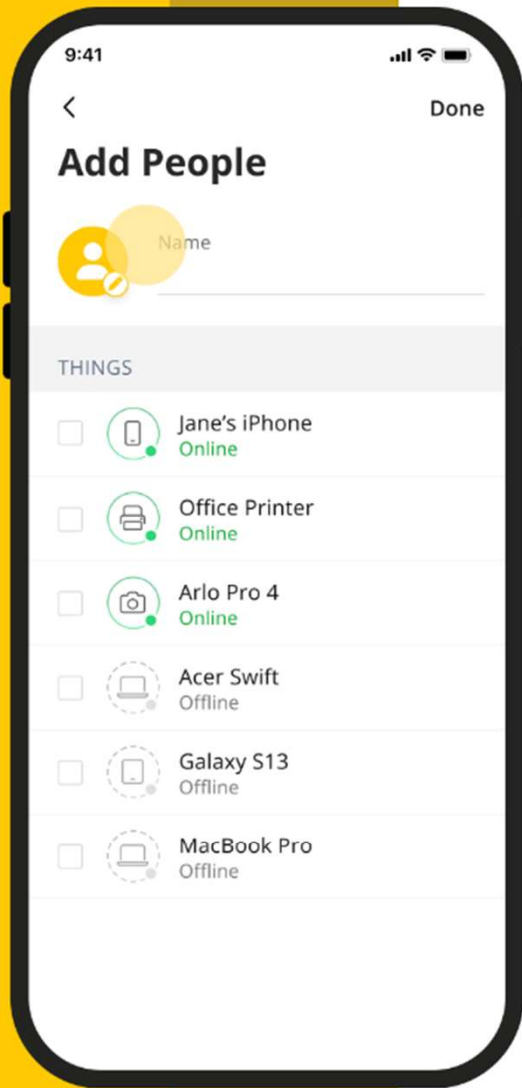 9:41
Done
Add People
Name
THINGS
Jane’s iPhone
Online
Office Printer
Online
Arlo Pro 4
Online
Acer Swift
Offline
Galaxy S13
Offline
MacBook Pro
Offline